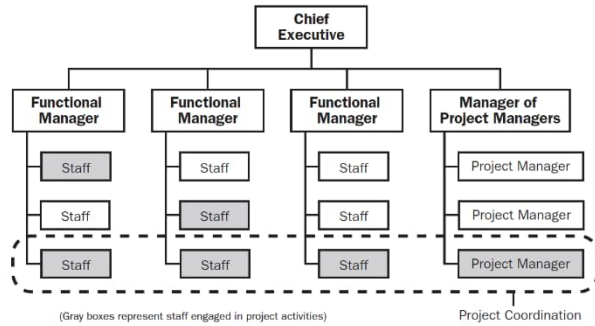 Chief
Executive
Functional
Manager
Functional
Manager
Functional
Manager
Manager of
Project Managers
Staff
Staff
Staff
Project Manager
Staff
Staff
Staff
Project Manager
Staff
Staff
Staff
Project Manager
(Gray boxes represent staff engaged in project activities)
Project Coordination